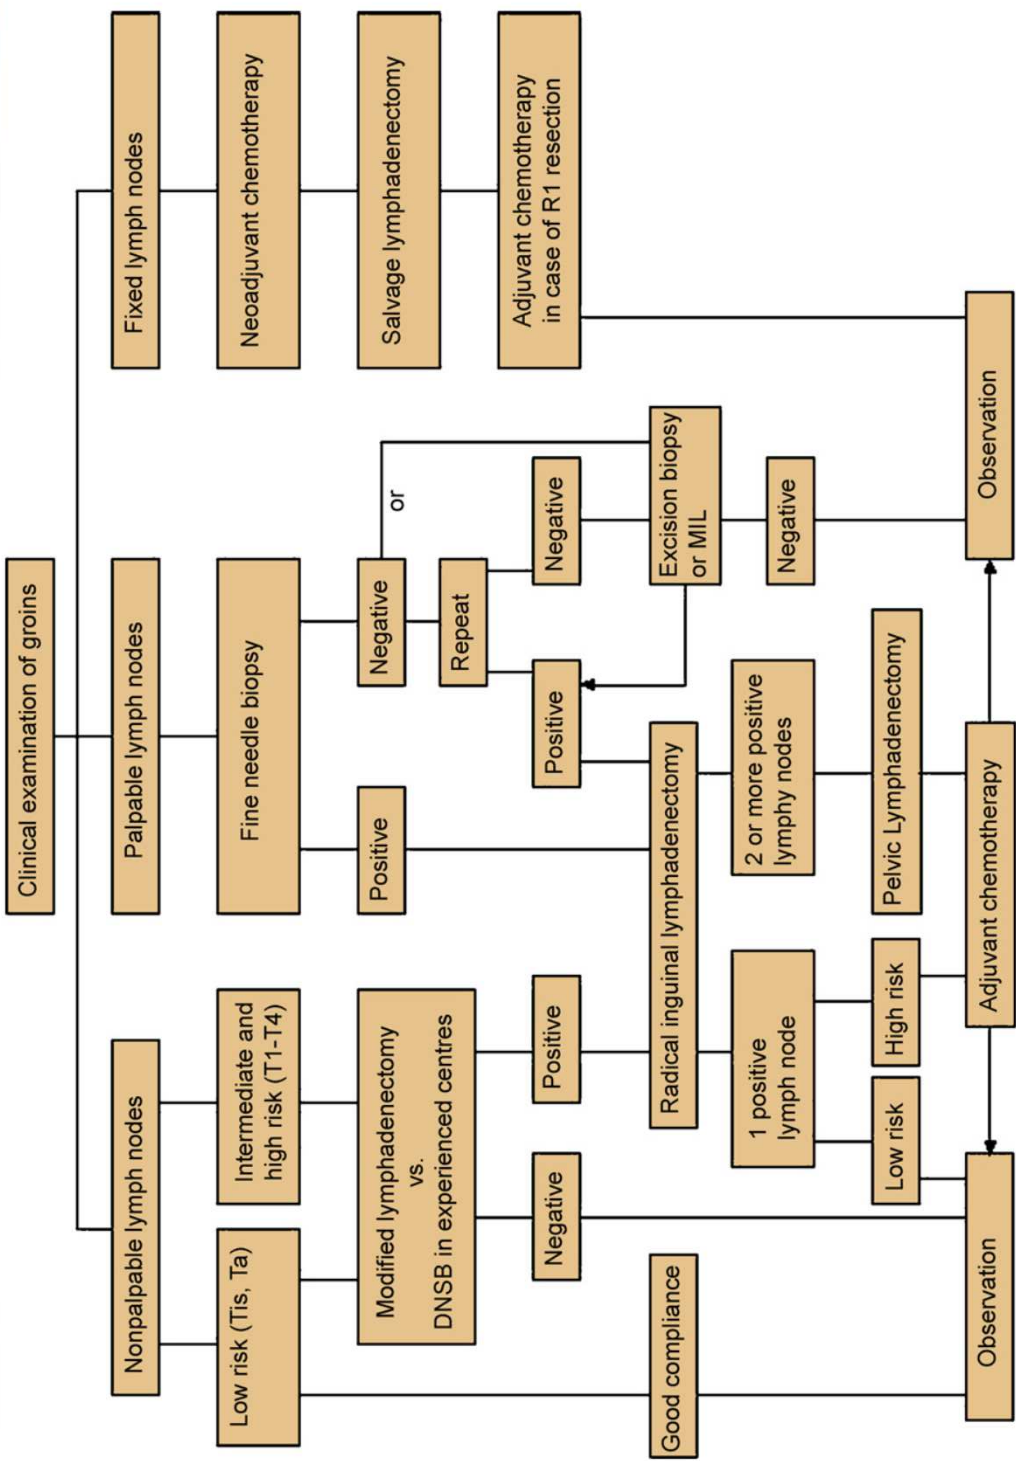 Clinical examination of groins
Nonpalpable lymph nodes
Palpable lymph nodes
Fixed lymph nodes
Low risk (Tis, Ta)
Intermediate and
high risk (T1-T4)
Fine needle biopsy
Neoadjuvant chemotherapy
Modified lymphadenectomy
vs.
DNSB in experienced centres
Positive
Negative
or
Salvage lymphadenectomy
Repeat
Negative
Positive
Positive
Negative
Adjuvant chemotherapy
in case of R1 resection
Good compliance
Radical inguinal lymphadenectomy
Excision biopsy
or MIL
1 positive
lymph node
2 or more positive
lymphy nodes
Negative
Low risk
High risk
Pelvic Lymphadenectomy
Observation
Adjuvant chemotherapy
Observation